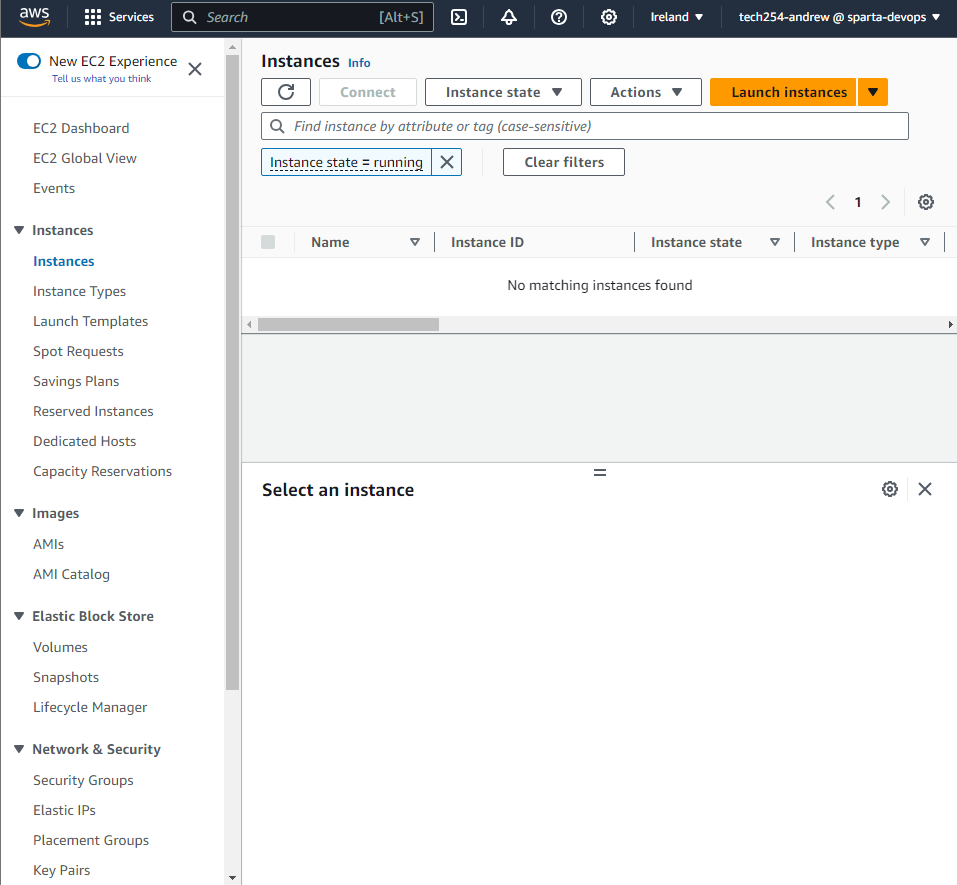 aws Services Search [Alt+S] Ireland tech254-andrew @ sparta-devops
New EC2 Experience
Tell us what you think
EC2 Dashboard
EC2 Global View
Events
Instances
Instances
Instance Types
Launch Templates
Spot Requests
Savings Plans
Reserved Instances
Dedicated Hosts
Capacity Reservations
Images
AMIs
AMI Catalog
Elastic Block Store
Volumes
Snapshots
Lifecycle Manager
Network & Security
Security Groups
Elastic IPs
Placement Groups
Key Pairs
Instances Info
Connect Instance state Actions Launch instances
Find instance by attribute or tag (case-sensitive)
Instance state = running Clear filters
1
Name Instance ID Instance state Instance type
No matching instances found
Select an instance